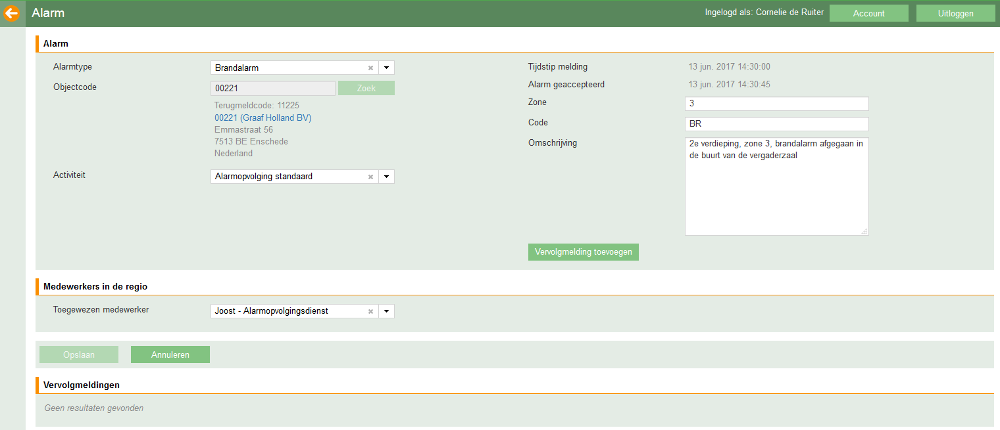 Alarm
Ingelogd als: Cornelie de Ruiter
Account
Uitloggen
Alarm
Alarmtype
Brandalarm
Objectcode
00221
Zoek
Terugmeldcode: 11225
00221 (Graaf Holland BV)
Emmastraat 56
7513 BE Enschede
Nederland
Activiteit
Alarmopvolging standaard
Tijdstip melding
13 jun. 2017 14:30:00
Alarm geaccepteerd
13 jun. 2017 14:30:45
Zone
3
Code
BR
Omschrijving
2e verdieping, zone 3, brandalarm afgegaan in
de buurt van de vergaderzaal
Vervolgmelding toevoegen
Medewerkers in de regio
Toegewezen medewerker
Joost - Alarmopvolgingsdienst
Opslaan
Annuleren
Vervolgmeldingen
Geen resultaten gevonden